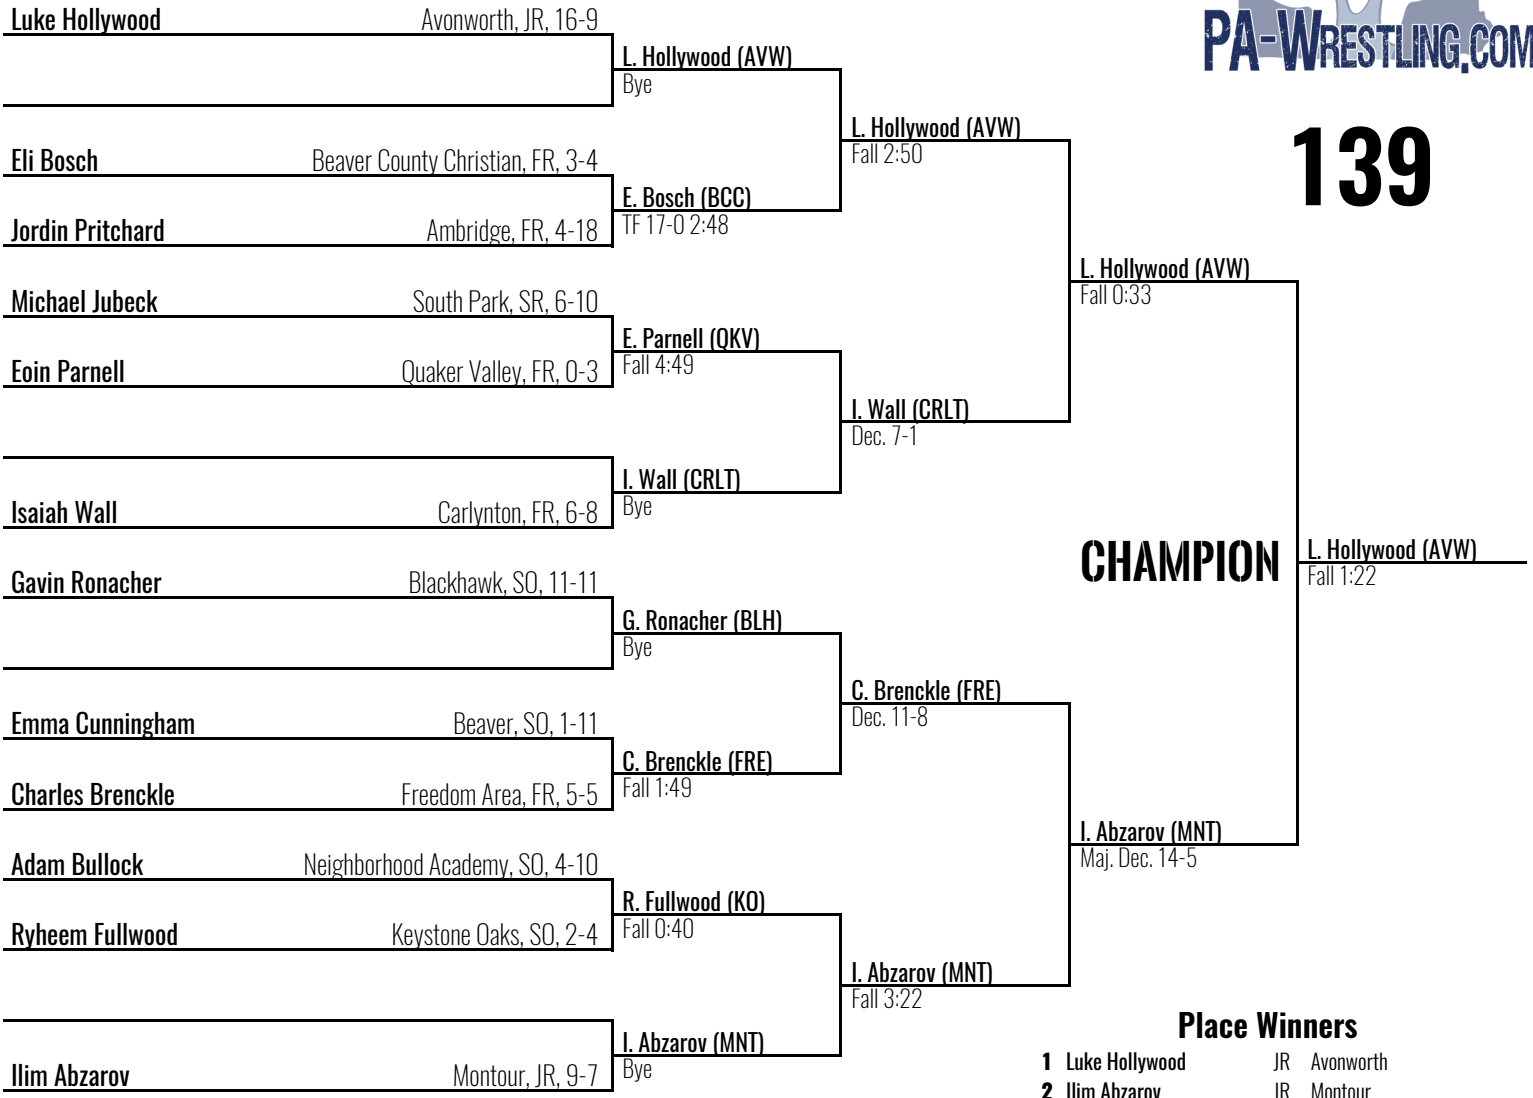 PA-WRESTLING.COM
139
Luke Hollywood Avonworth, JR, 16-9
L. Hollywood (AVW)
Bye
L. Hollywood (AVW)
Fall 2:50
Eli Bosch Beaver County Christian, FR, 3-4
E. Bosch (BCC)
TF 17-0 2:48
Jordin Pritchard Ambridge, FR, 4-18
L. Hollywood (AVW)
Fall 0:33
Michael Jubeck South Park, SR, 6-10
E. Parnell (QKV)
Fall 4:49
Eoin Parnell Quaker Valley, FR, 0-3
I. Wall (CRLT)
Dec. 7-1
I. Wall (CRLT)
Bye
Isaiah Wall Carlynton, FR, 6-8
CHAMPION L. Hollywood (AVW)
Fall 1:22
Gavin Ronacher Blackhawk, SO, 11-11
G. Ronacher (BLH)
Bye
C. Brenckle (FRE)
Dec. 11-8
Emma Cunningham Beaver, SO, 1-11
C. Brenckle (FRE)
Fall 1:49
Charles Brenckle Freedom Area, FR, 5-5
I. Abzarov (MNT)
Maj. Dec. 14-5
Adam Bullock Neighborhood Academy, SO, 4-10
R. Fullwood (KO)
Fall 0:40
Ryheem Fullwood Keystone Oaks, SO, 2-4
I. Abzarov (MNT)
Fall 3:22
I. Abzarov (MNT)
Bye
Ilim Abzarov Montour, JR, 9-7
Place Winners
1 Luke Hollywood JR Avonworth
2 Ilim Abzarov JR Montour